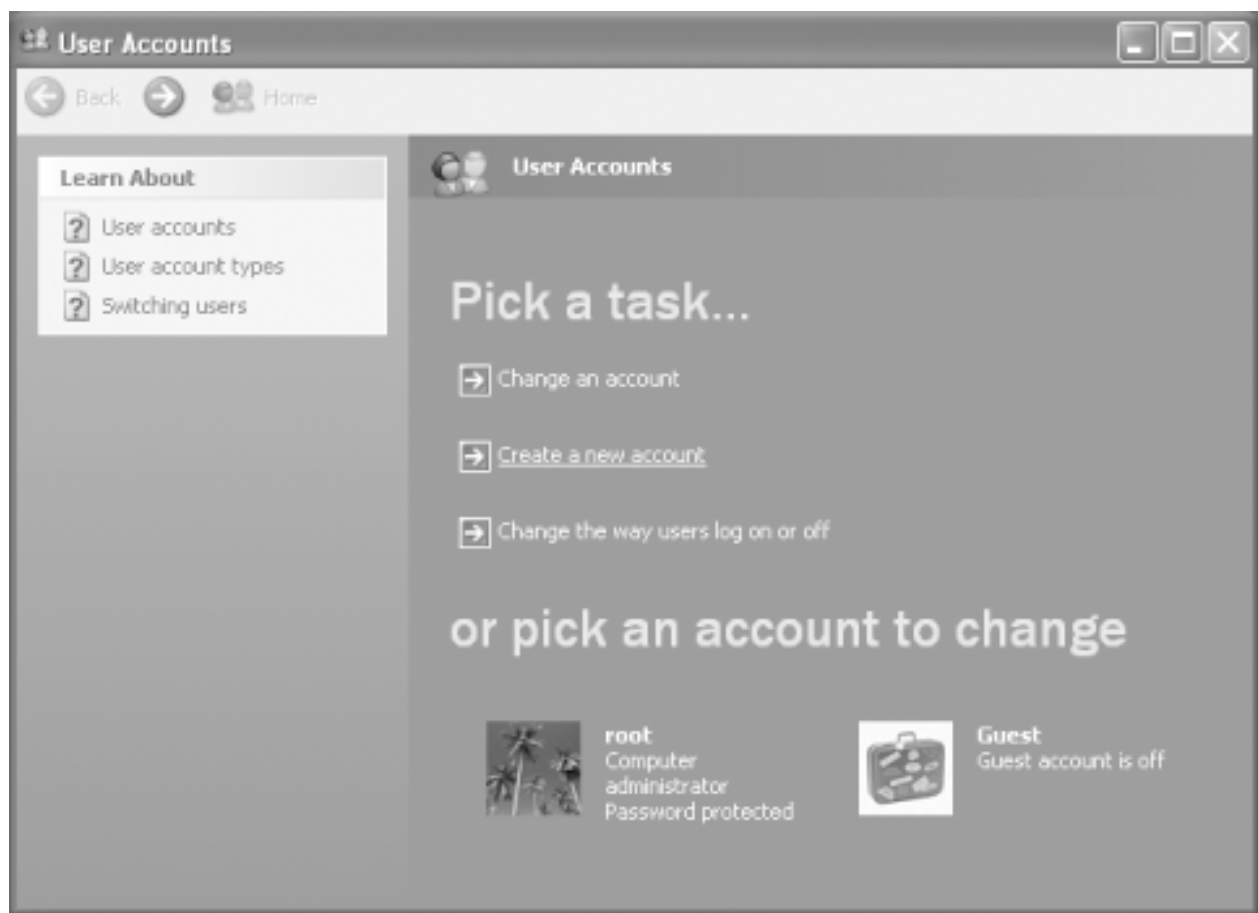 User Accounts
Back Home
Learn About
User accounts
User account types
Switching users
User Accounts
Pick a task...
Change an account
Create a new account
Change the way users log on or off
or pick an account to change
root
Computer
administrator
Password protected
Guest
Guest account is off